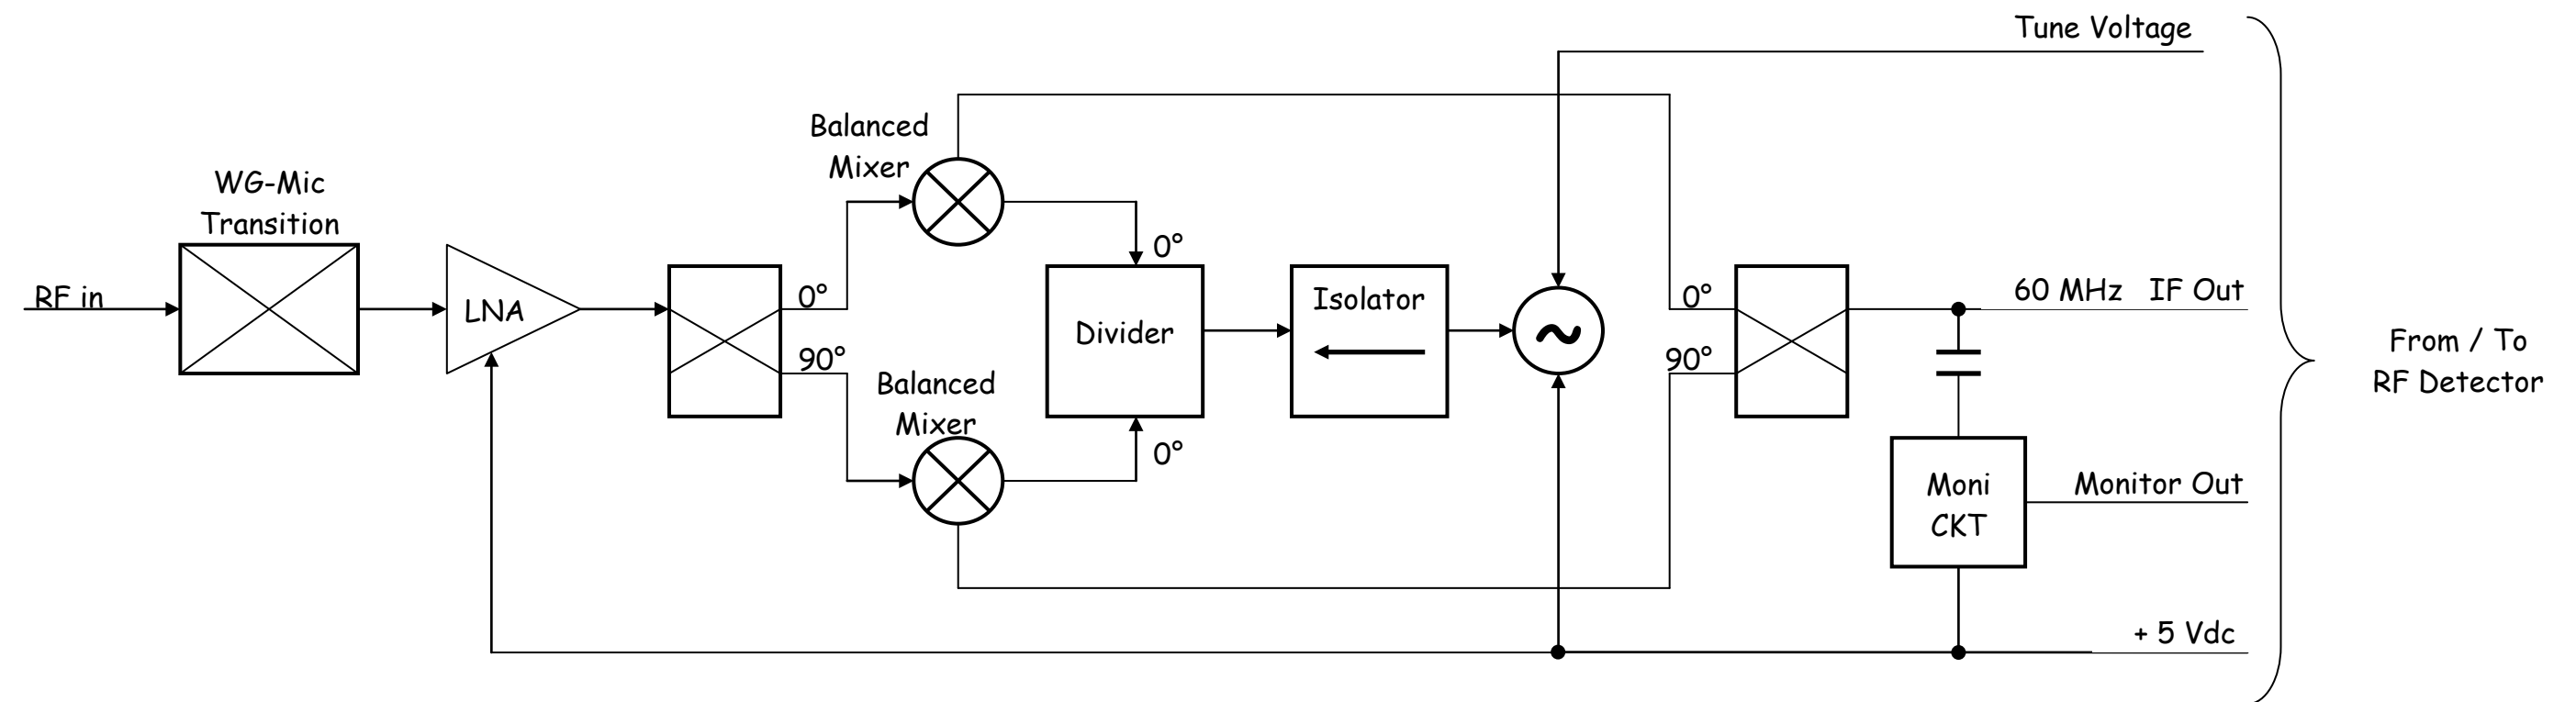 Tune Voltage
Balanced
Mixer
WG-Mic
Transition
RF in
LNA
0°
90°
Balanced
Mixer
0°
Divider
0°
Isolator
~
0°
90°
60 MHz IF Out
Moni
CKT
Monitor Out
+ 5 Vdc
From / To
RF Detector